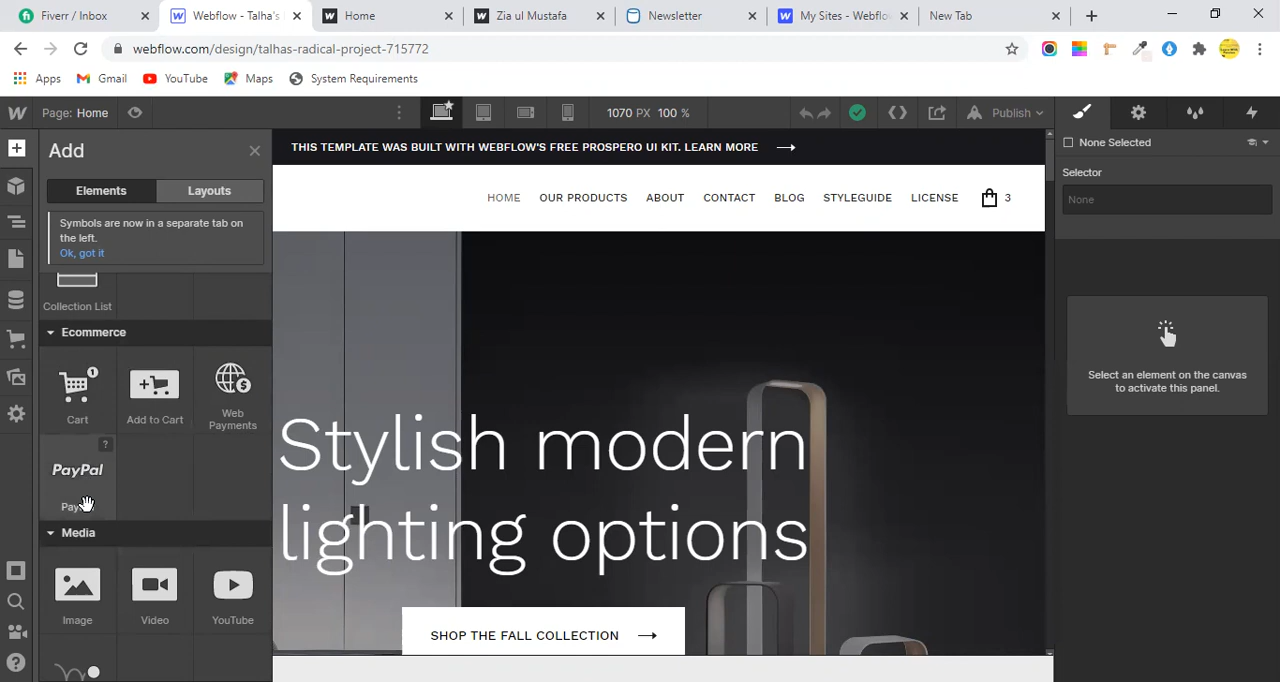 Fiverr / Inbox
Webflow - Talha's
Home
Zia ul Mustafa
Newsletter
My Sites - Webflow
New Tab
webflow.com/design/talhas-radical-project-715772
Apps
Gmail
YouTube
Maps
System Requirements
Page: Home
1070 PX 100 %
Publish
Add
Elements
Layouts
Symbols are now in a separate tab on
the left.
Ok, got it
Collection List
Ecommerce
1
Cart
Add to Cart
Web
Payments
?
PayPal
Media
Image
Video
YouTube
THIS TEMPLATE WAS BUILT WITH WEBFLOW'S FREE PROSPERO UI KIT. LEARN MORE
HOME
OUR PRODUCTS
ABOUT
CONTACT
BLOG
STYLEGUIDE
LICENSE
3
Stylish modern
lighting options
SHOP THE FALL COLLECTION
None Selected
Selector
None
Select an element on the canvas
to activate this panel.